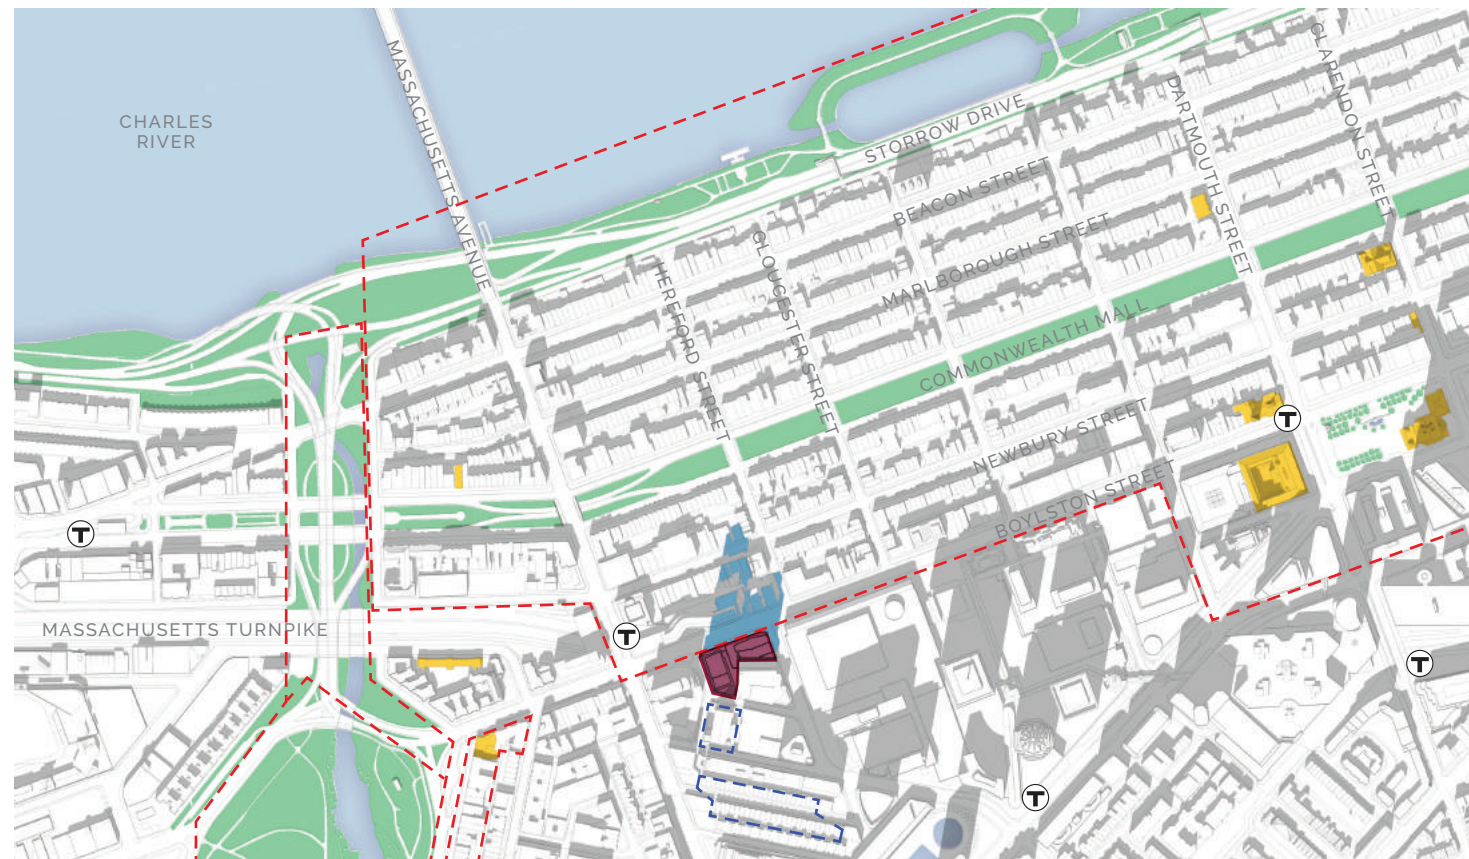 CHARLES
RIVER
MASSACHUSETTS AVENUE
STORROW DRIVE
CLARENDON STREET
DARTMOUTH STREET
BEACON STREET
MARLBOROUGH STREET
GLOUCESTER STREET
HEREFORD STREET
COMMONWEALTH MALL
NEWBURY STREET
BOYLSTON STREET
T
T
MASSACHUSETTS TURNPIKE
T
T
T